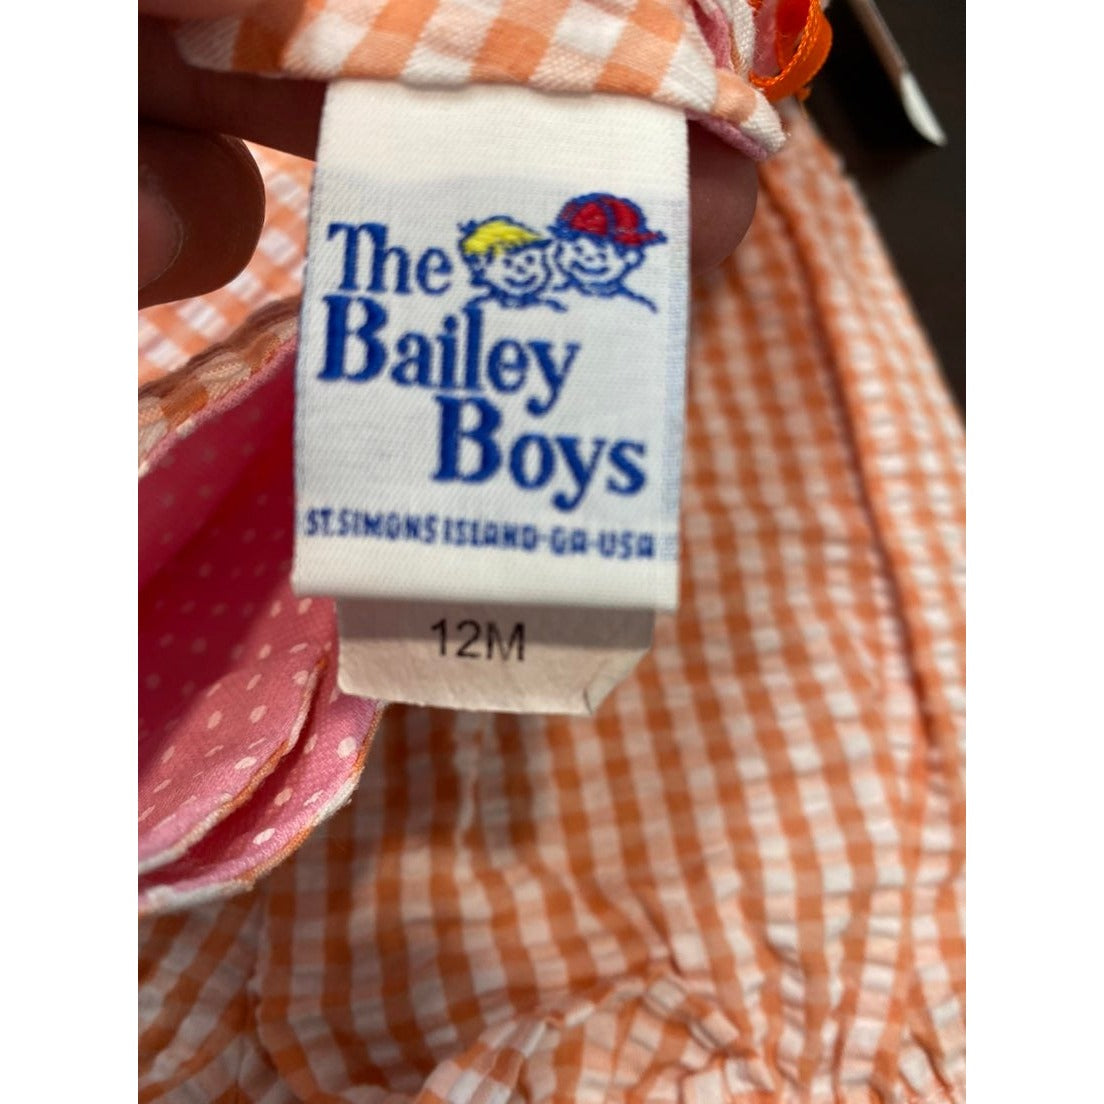 The
Bailey
Boys
ST.SIMONS ISLAND-GA-USA
12M